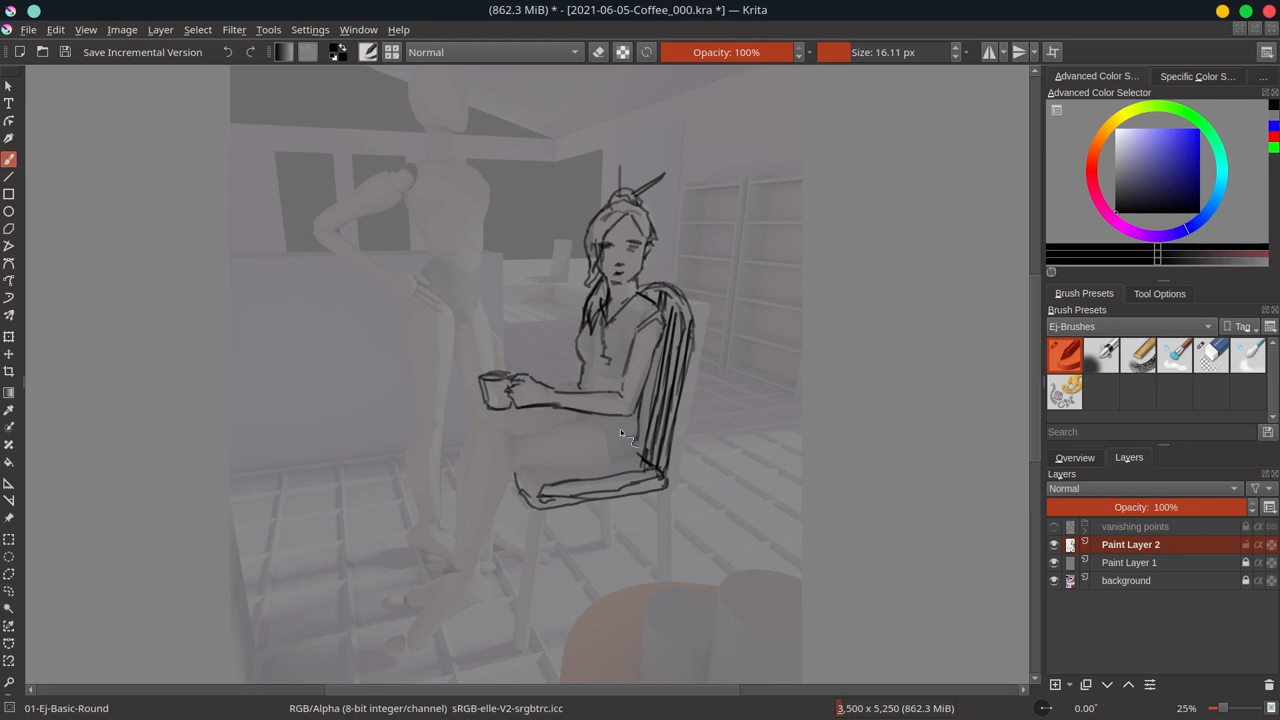 (862.3 MiB) * - [2021-06-05-Coffee_000.kra *] — Krita
File Edit View Image Layer Select Filter Tools Settings Window Help
Save Incremental Version Normal Opacity: 100% Size: 16.11 px
Advanced Color S... Specific Color S... ...
Advanced Color Selector
Brush Presets Tool Options
Brush Presets
Ej-Brushes Tag
Search
Overview Layers
Layers
Normal
Opacity: 100%
vanishing points
Paint Layer 2
Paint Layer 1
background
01-Ej-Basic-Round RGB/Alpha (8-bit integer/channel) sRGB-elle-V2-srgbtrc.icc 3,500 x 5,250 (862.3 MiB) 0.00° 25%